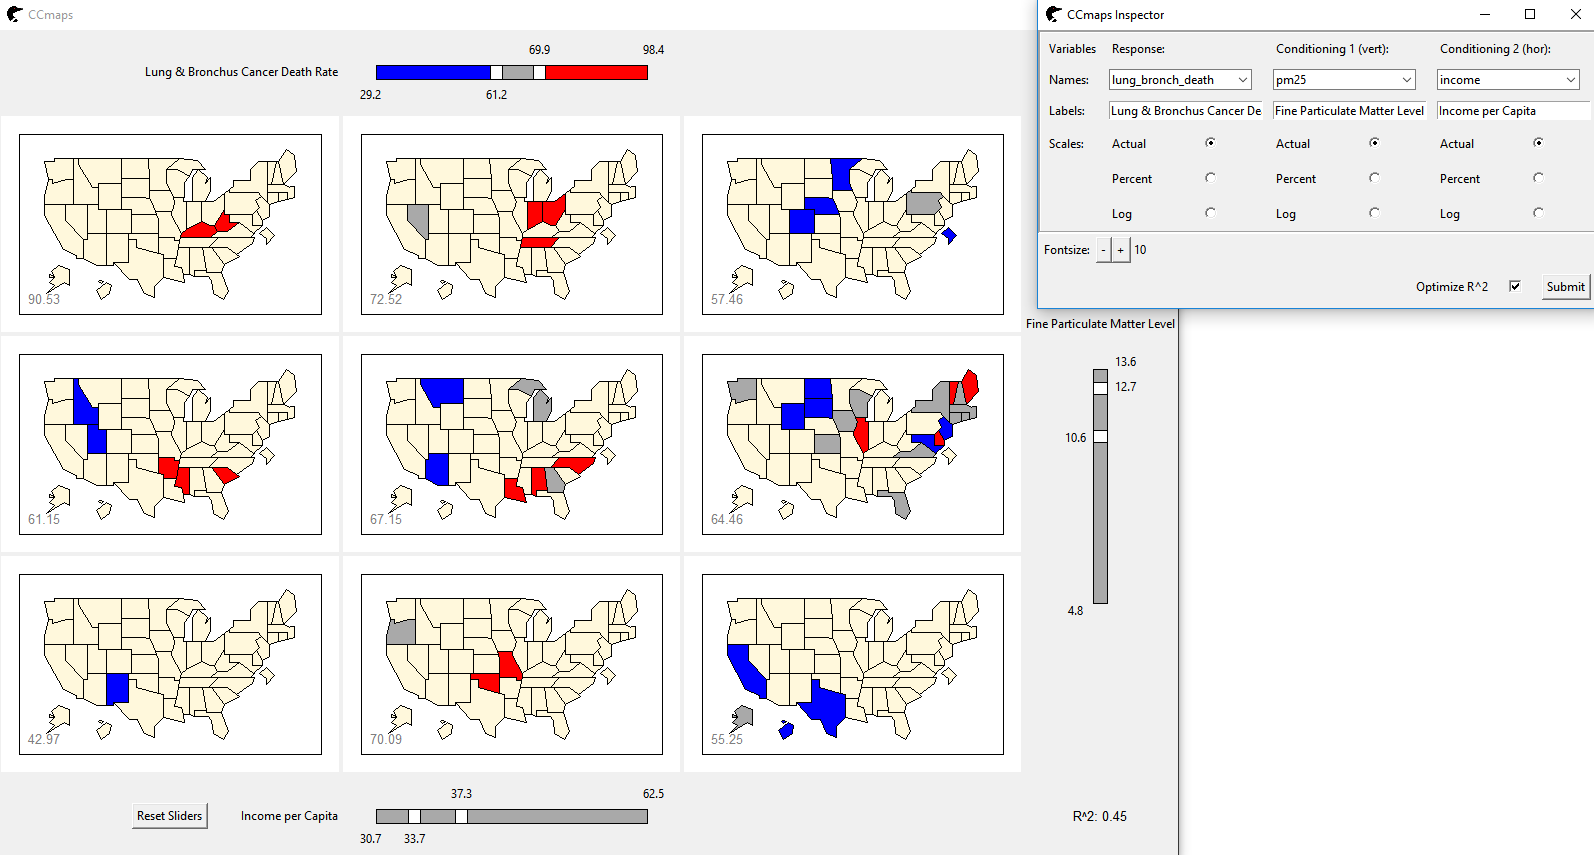 CCmaps
Lung & Bronchus Cancer Death Rate
69.9
98.4
29.2
61.2
90.53
72.52
57.46
61.15
67.15
64.46
42.97
70.09
55.25
Fine Particulate Matter Level
13.6
12.7
10.6
4.8
Reset Sliders
Income per Capita
37.3
62.5
30.7
33.7
R^2: 0.45
CCmaps Inspector
Variables Response: Conditioning 1 (vert): Conditioning 2 (hor):
Names: lung_bronch_death pm25 income
Labels: Lung & Bronchus Cancer De Fine Particulate Matter Level Income per Capita
Scales: Actual Actual Actual
Percent Percent Percent
Log Log Log
Fontsize: - + 10
Optimize R^2 Submit